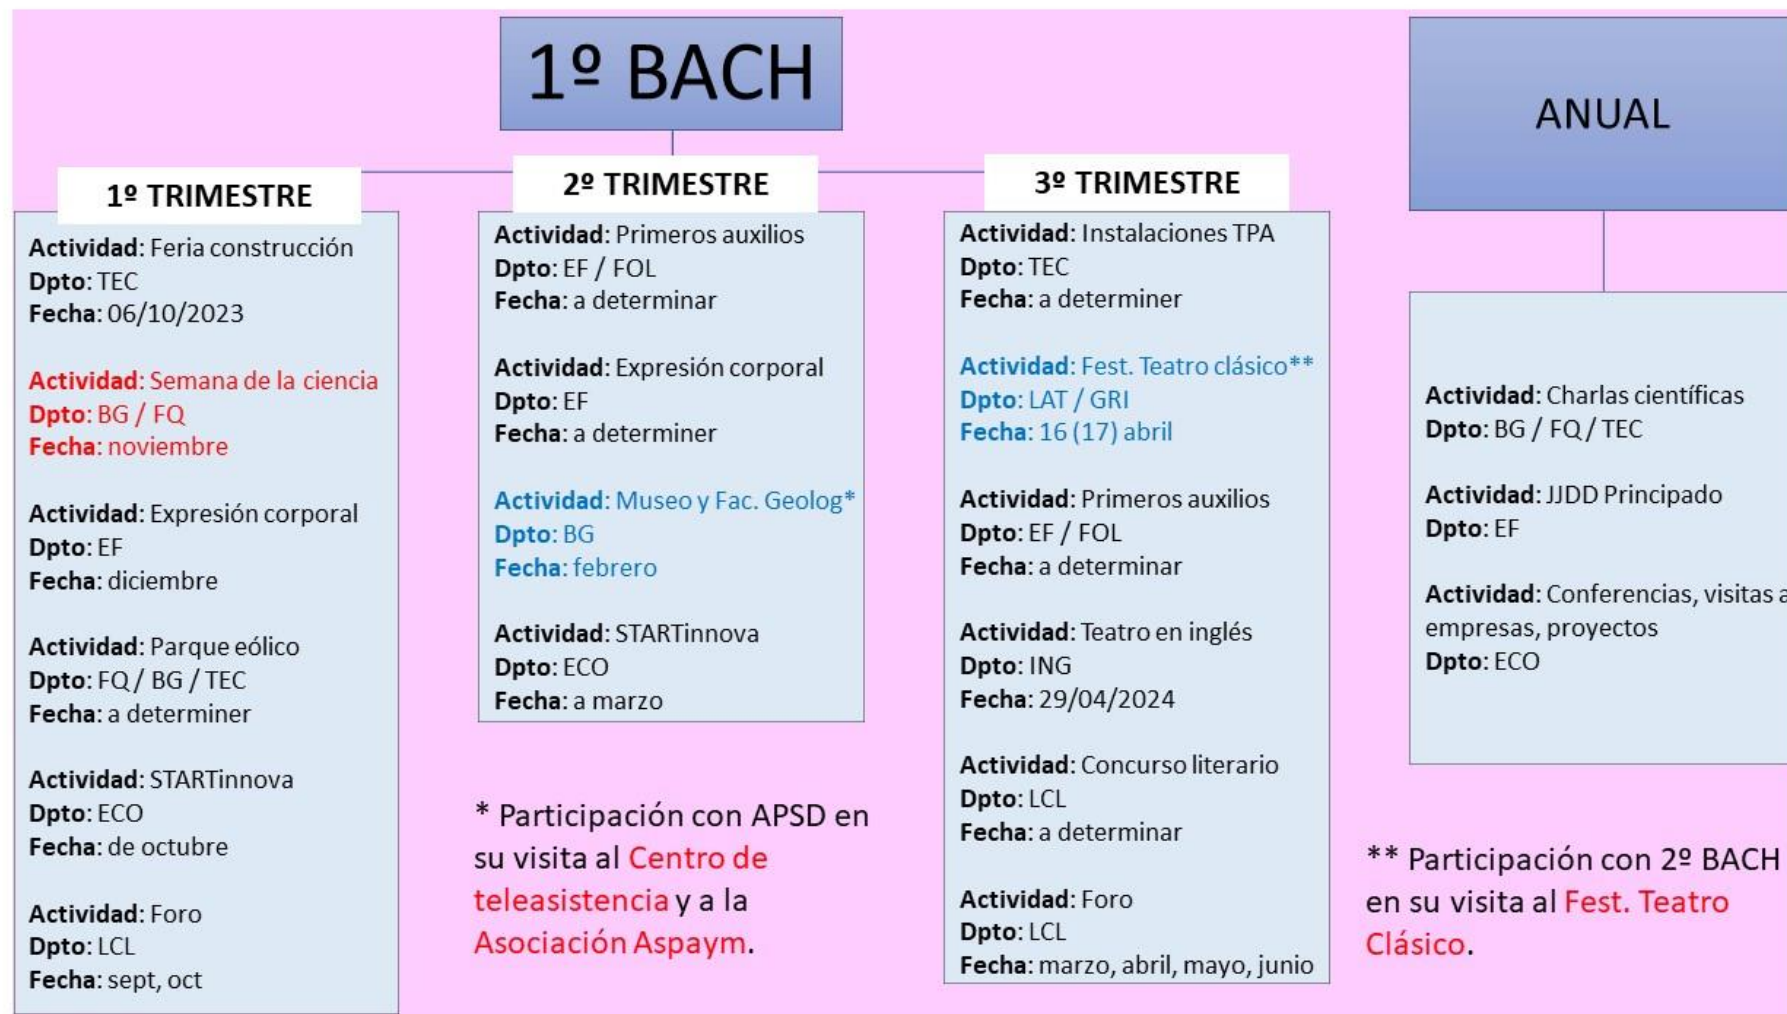 1º BACH
1º TRIMESTRE
Actividad: Feria construcción
Dpto: TEC
Fecha: 06/10/2023
Actividad: Semana de la ciencia
Dpto: BG / FQ
Fecha: noviembre
Actividad: Expresión corporal
Dpto: EF
Fecha: diciembre
Actividad: Parque eólico
Dpto: FQ / BG / TEC
Fecha: a determiner
Actividad: STARTinnova
Dpto: ECO
Fecha: de octubre
Actividad: Foro
Dpto: LCL
Fecha: sept, oct
2º TRIMESTRE
Actividad: Primeros auxilios
Dpto: EF / FOL
Fecha: a determinar
Actividad: Expresión corporal
Dpto: EF
Fecha: a determiner
Actividad: Museo y Fac. Geolog*
Dpto: BG
Fecha: febrero
Actividad: STARTinnova
Dpto: ECO
Fecha: a marzo
* Participación con APSD en
su visita al Centro de
teleasistencia y a la
Asociación Aspaym.
3º TRIMESTRE
Actividad: Instalaciones TPA
Dpto: TEC
Fecha: a determiner
Actividad: Fest. Teatro clásico**
Dpto: LAT / GRI
Fecha: 16 (17) abril
Actividad: Primeros auxilios
Dpto: EF / FOL
Fecha: a determinar
Actividad: Teatro en inglés
Dpto: ING
Fecha: 29/04/2024
Actividad: Concurso literario
Dpto: LCL
Fecha: a determinar
Actividad: Foro
Dpto: LCL
Fecha: marzo, abril, mayo, junio
ANUAL
Actividad: Charlas científicas
Dpto: BG / FQ / TEC
Actividad: JJDD Principado
Dpto: EF
Actividad: Conferencias, visitas a
empresas, proyectos
Dpto: ECO
** Participación con 2º BACH
en su visita al Fest. Teatro
Clásico.